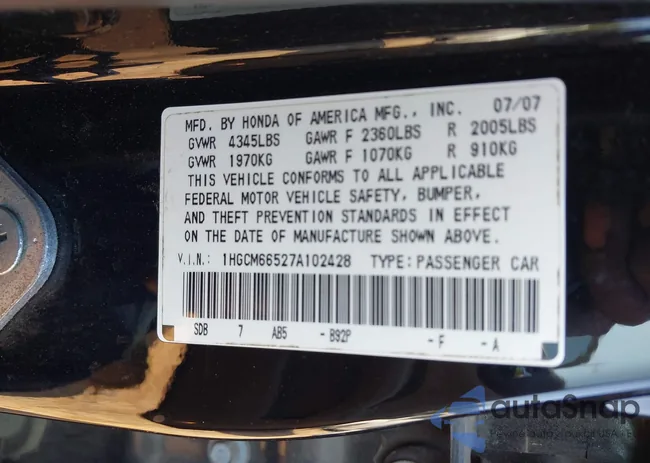 MFD. BY HONDA OF AMERICA MFG., INC. 07/07
GVWR 4345LBS GAWR F 2360LBS R 2005LBS
GVWR 1970KG GAWR F 1070KG R 910KG
THIS VEHICLE CONFORMS TO ALL APPLICABLE
FEDERAL MOTOR VEHICLE SAFETY, BUMPER,
AND THEFT PREVENTION STANDARDS IN EFFECT
ON THE DATE OF MANUFACTURE SHOWN ABOVE.
V.I.N.: 1HGCM66527A102428 TYPE: PASSENGER CAR
SDB 7 AB5 -B92P -F -A
autoSnap